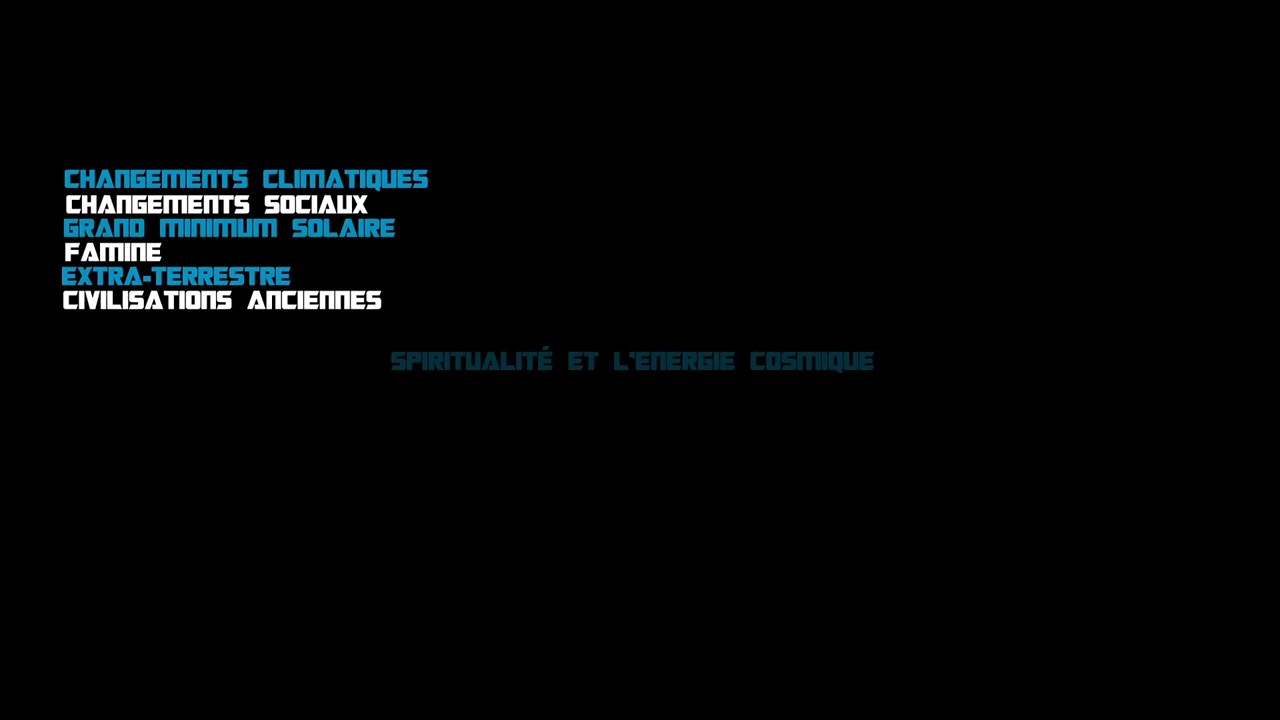 CHANGEMENTS CLIMATIQUES
CHANGEMENTS SOCIAUX
GRAND MINIMUM SOLAIRE
FAMINE
EXTRA-TERRESTRE
CIVILISATIONS ANCIENNES
SPIRITUALITÉ ET L'ENERGIE COSMIQUE